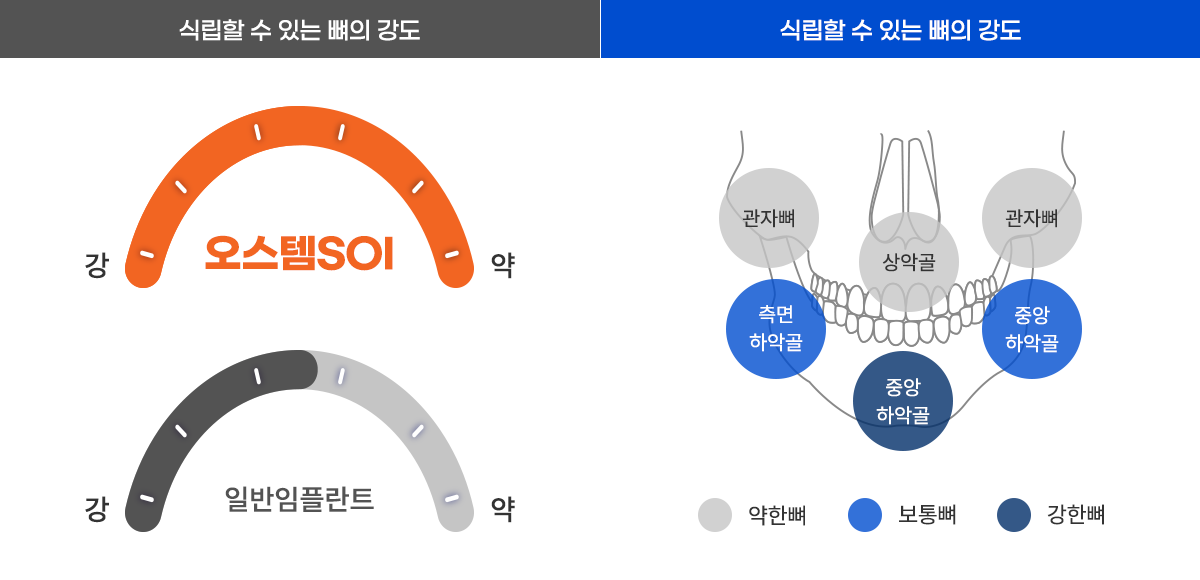 식립할 수 있는 뼈의 강도
강
오스템SOI
약
강
일반임플란트
약
식립할 수 있는 뼈의 강도
관자뼈
관자뼈
상악골
측면
하악골
중앙
하악골
중앙
하악골
약한뼈
보통뼈
강한뼈